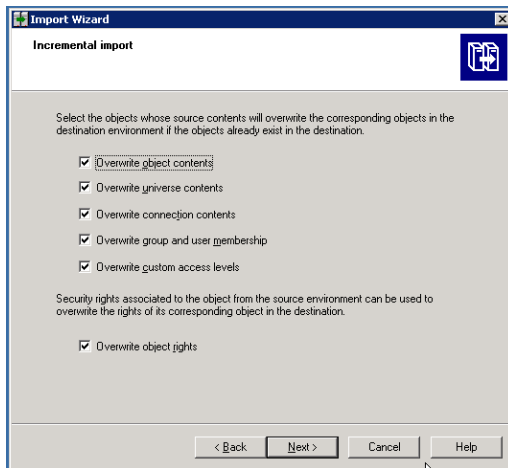 Import Wizard
Incremental import
Select the objects whose source contents will overwrite the corresponding objects in the
destination environment if the objects already exist in the destination.
Overwrite object contents
Overwrite universe contents
Overwrite connection contents
Overwrite group and user membership
Overwrite custom access levels
Security rights associated to the object from the source environment can be used to
overwrite the rights of its corresponding object in the destination.
Overwrite object rights
< Back Next > Cancel Help